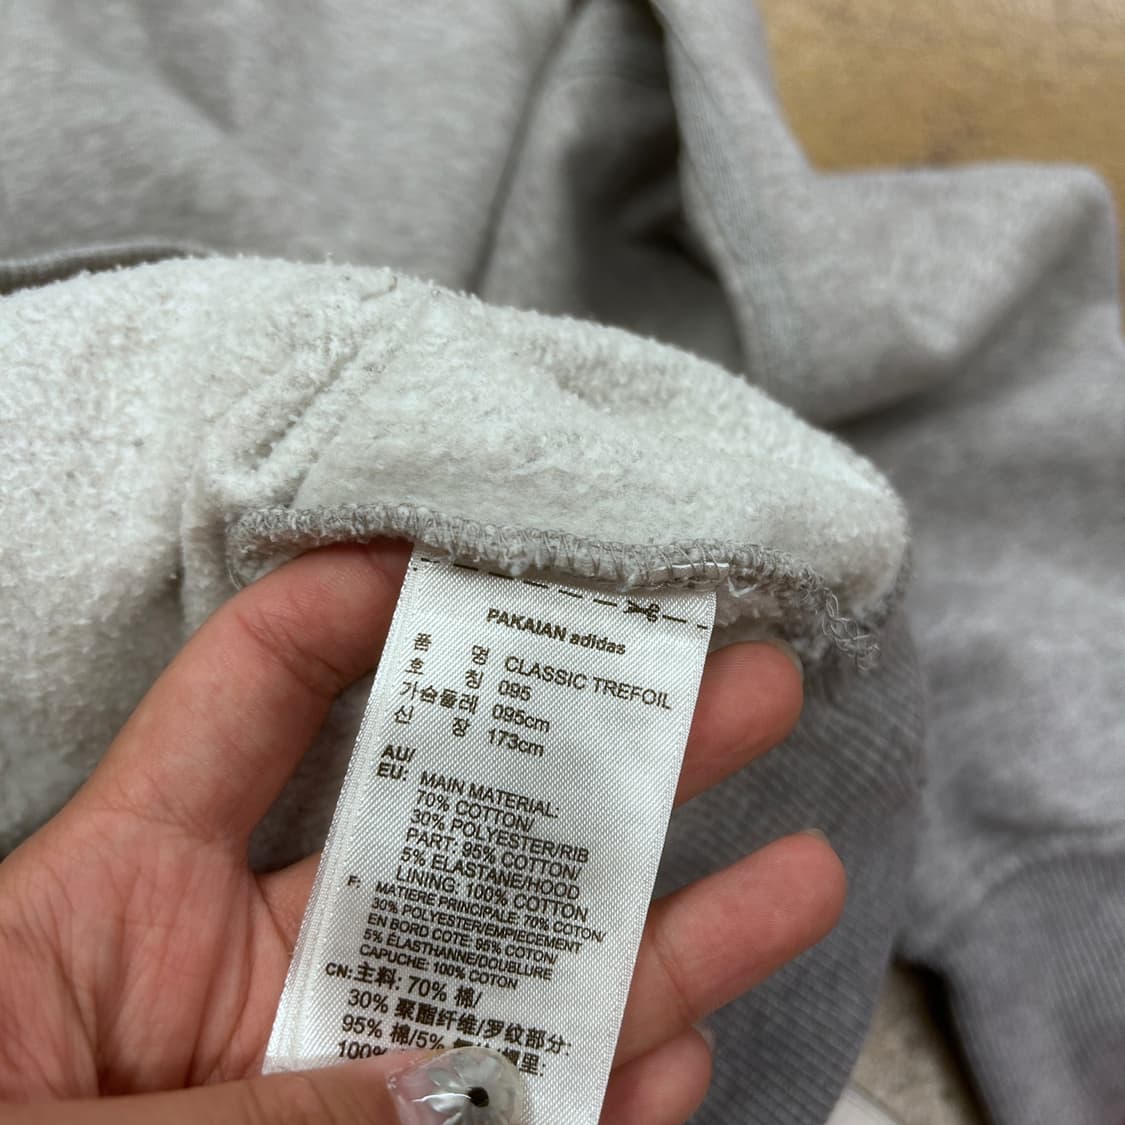 PAKAIAN adidas
품 명 CLASSIC TREFOIL
호 칭 095
가슴둘레 095cm
신 장 173cm
AU/
EU: MAIN MATERIAL:
70% COTTON/
30% POLYESTER/RIB
PART: 95% COTTON/
5% ELASTANE/HOOD
LINING: 100% COTTON
F: MATIERE PRINCIPALE: 70% COTON/
30% POLYESTER/EMPIECEMENT
EN BORD COTE: 95% COTON/
5% ÉLASTHANNE/DOUBLURE
CAPUCHE: 100% COTON
CN: 主料: 70% 棉/
30% 聚酯纤维/罗纹部分:
95% 棉/5%
100%